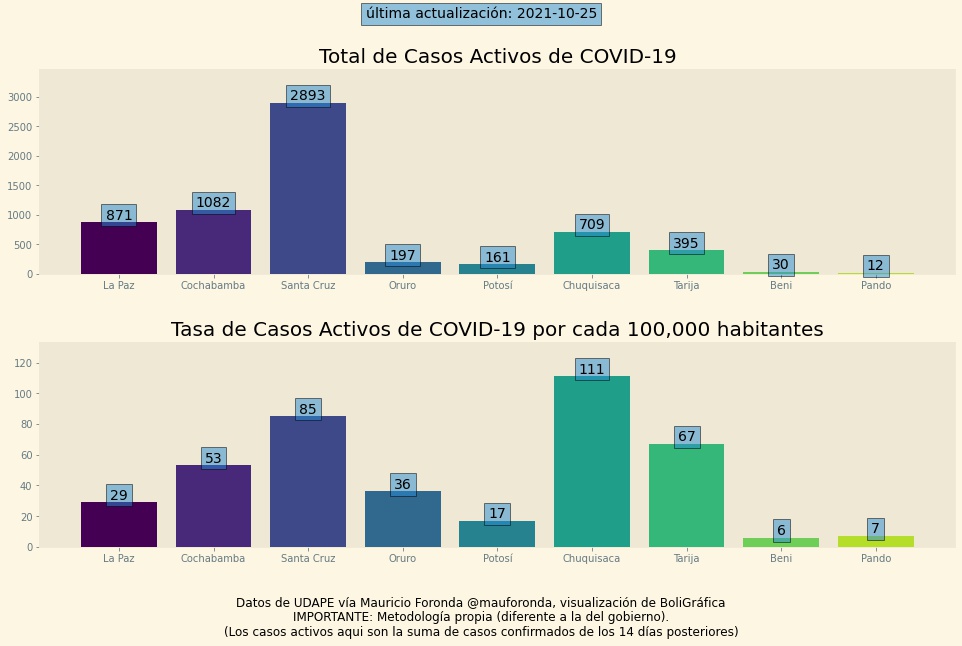 última actualización: 2021-10-25
Total de Casos Activos de COVID-19
3000
2500
2000
1500
1000
500
0
871
1082
2893
197
161
709
395
30
12
La Paz
Cochabamba
Santa Cruz
Oruro
Potosí
Chuquisaca
Tarija
Beni
Pando
Tasa de Casos Activos de COVID-19 por cada 100,000 habitantes
120
100
80
60
40
20
0
29
53
85
36
17
111
67
6
7
La Paz
Cochabamba
Santa Cruz
Oruro
Potosí
Chuquisaca
Tarija
Beni
Pando
Datos de UDAPE vía Mauricio Foronda @mauforonda, visualización de BoliGráfica
IMPORTANTE: Metodología propia (diferente a la del gobierno).
(Los casos activos aqui son la suma de casos confirmados de los 14 días posteriores)